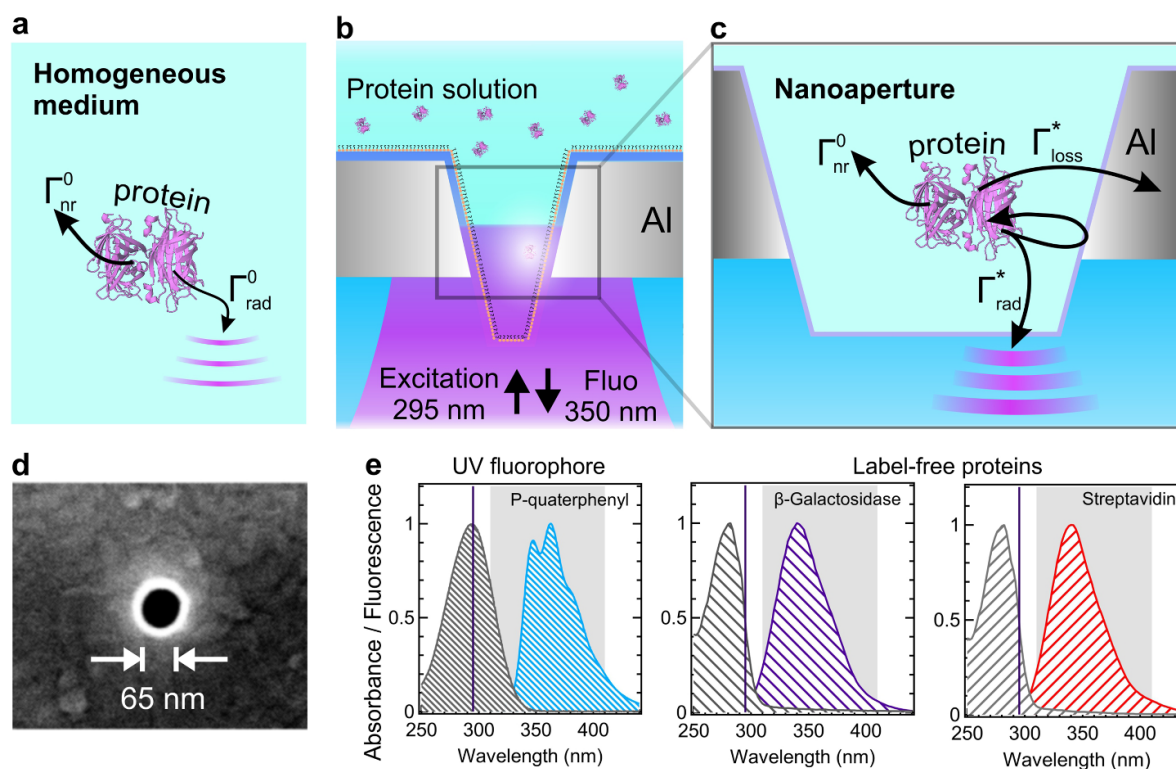 a
Homogeneous
medium
Γ⁰nr
protein
Γ⁰rad
b
Protein solution
Al
Excitation
295 nm
Fluo
350 nm
c
Nanoaperture
Γ⁰nr
protein
Γ*loss
Al
Γ*rad
d
65 nm
e
UV fluorophore
Label-free proteins
Absorbance / Fluorescence
P-quaterphenyl
1
0.5
0
250
300
350
400
Wavelength (nm)
β-Galactosidase
1
0.5
0
250
300
350
400
Wavelength (nm)
Streptavidin
1
0.5
0
250
300
350
400
Wavelength (nm)